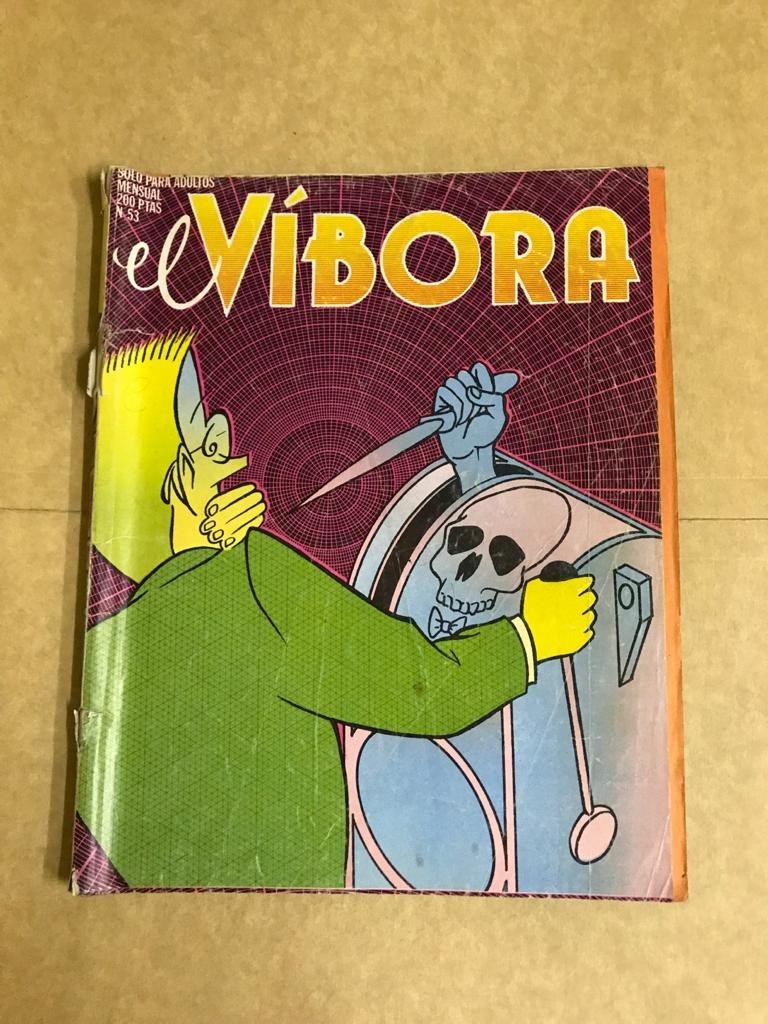 SOLO PARA ADULTOS
MENSUAL
200 PTAS
N. 53
el VÍBORA